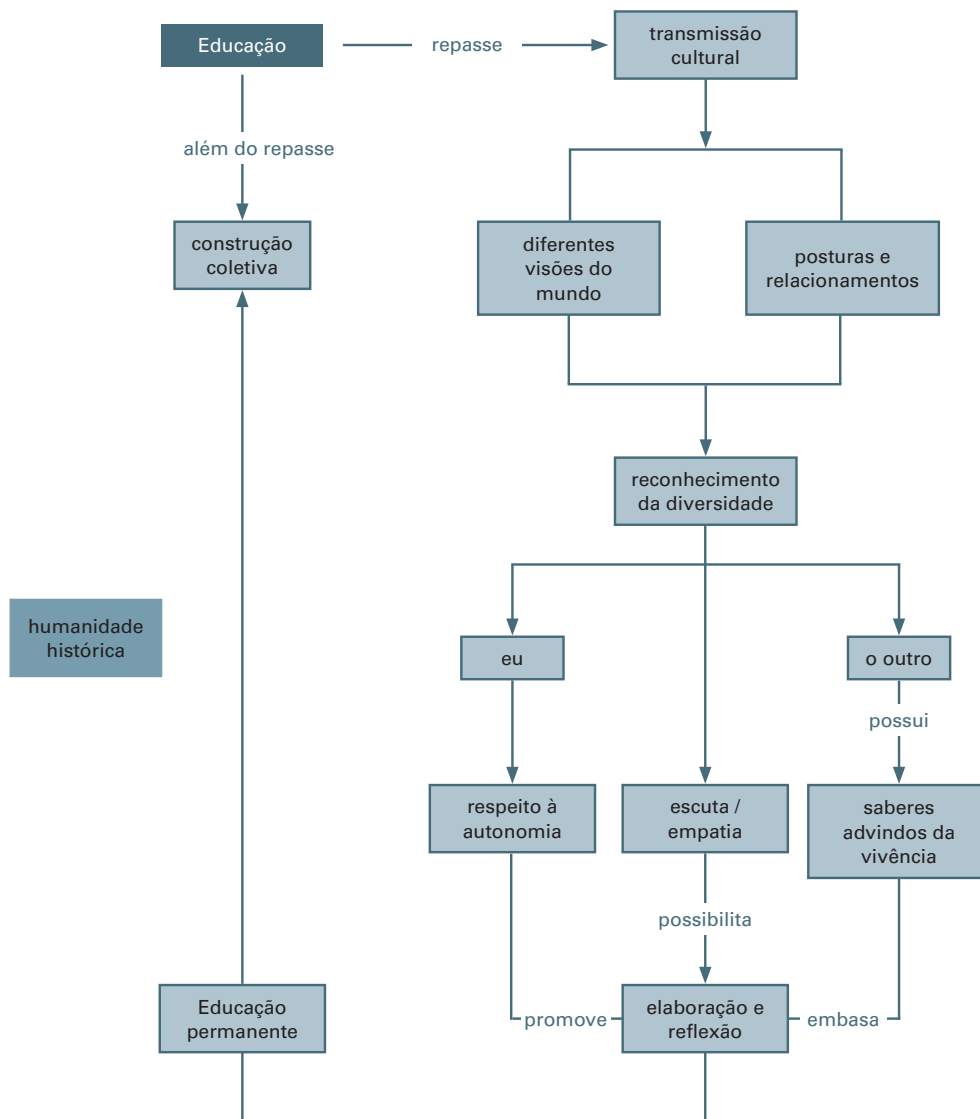 Educação
repasse
transmissão
cultural
além do repasse
construção
coletiva
diferentes
visões do
mundo
posturas e
relacionamentos
reconhecimento
da diversidade
humanidade
histórica
eu
o outro
possui
respeito à
autonomia
escuta /
empatia
saberes
advindos da
vivência
possibilita
Educação
permanente
promove
elaboração e
reflexão
embasa